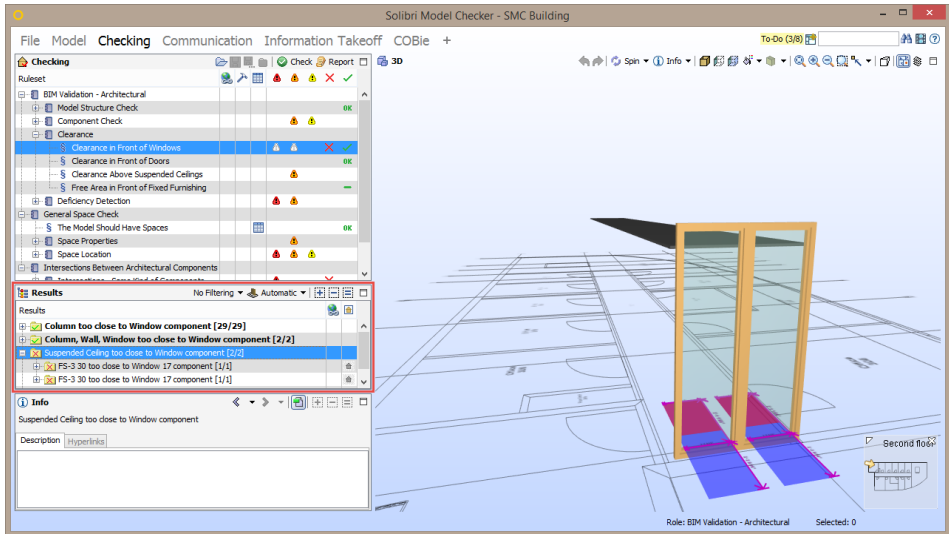 Solibri Model Checker - SMC Building
File Model Checking Communication Information Takeoff COBie +
To-Do (3/8)
Checking
Check Report
3D
Spin Info
Ruleset
BIM Validation - Architectural
Model Structure Check OK
Component Check
Clearance
§ Clearance in Front of Windows
§ Clearance in Front of Doors OK
§ Clearance Above Suspended Ceilings
§ Free Area in Front of Fixed Furnishing
Deficiency Detection
General Space Check
§ The Model Should Have Spaces OK
Space Properties
Space Location
Intersections Between Architectural Components
Intersections - Same Kind of Components
Results No Filtering Automatic
Results
Column too close to Window component [29/29]
Column, Wall, Window too close to Window component [2/2]
Suspended Ceiling too close to Window component [2/2]
FS-3 30 too close to Window 17 component [1/1]
FS-3 30 too close to Window 17 component [1/1]
Info
Suspended Ceiling too close to Window component
Description Hyperlinks
Second floor
Role: BIM Validation - Architectural Selected: 0